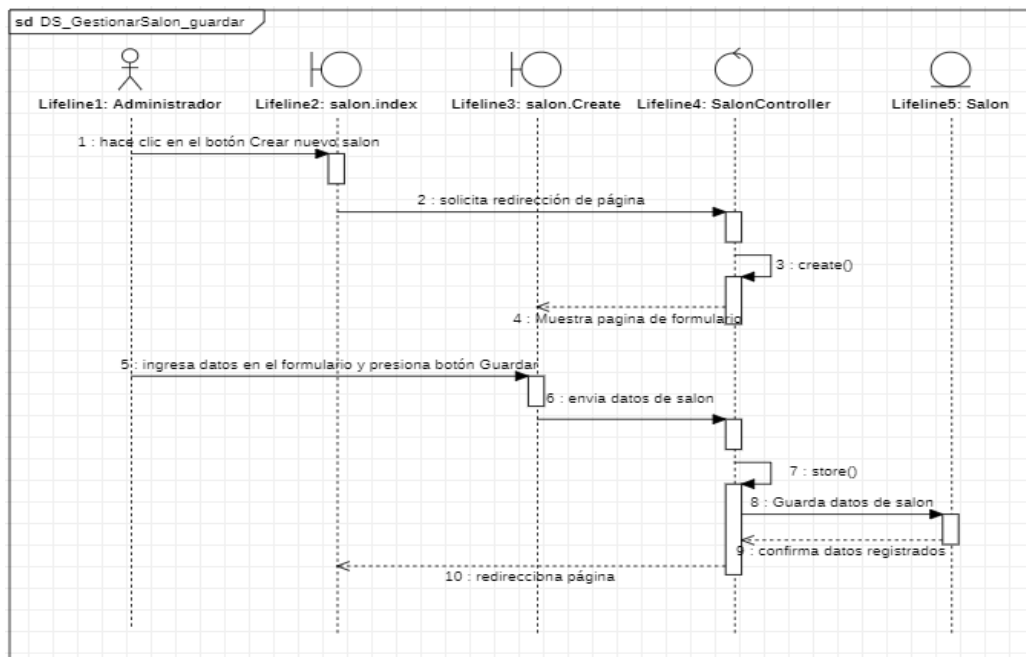 sd DS_GestionarSalon_guardar
Lifeline1: Administrador
Lifeline2: salon.index
Lifeline3: salon.Create
Lifeline4: SalonController
Lifeline5: Salon
1 : hace clic en el botón Crear nuevo salon
2 : solicita redirección de página
3 : create()
4 : Muestra pagina de formulario
5 : ingresa datos en el formulario y presiona botón Guardar
6 : envia datos de salon
7 : store()
8 : Guarda datos de salon
9 : confirma datos registrados
10 : redirecciona página